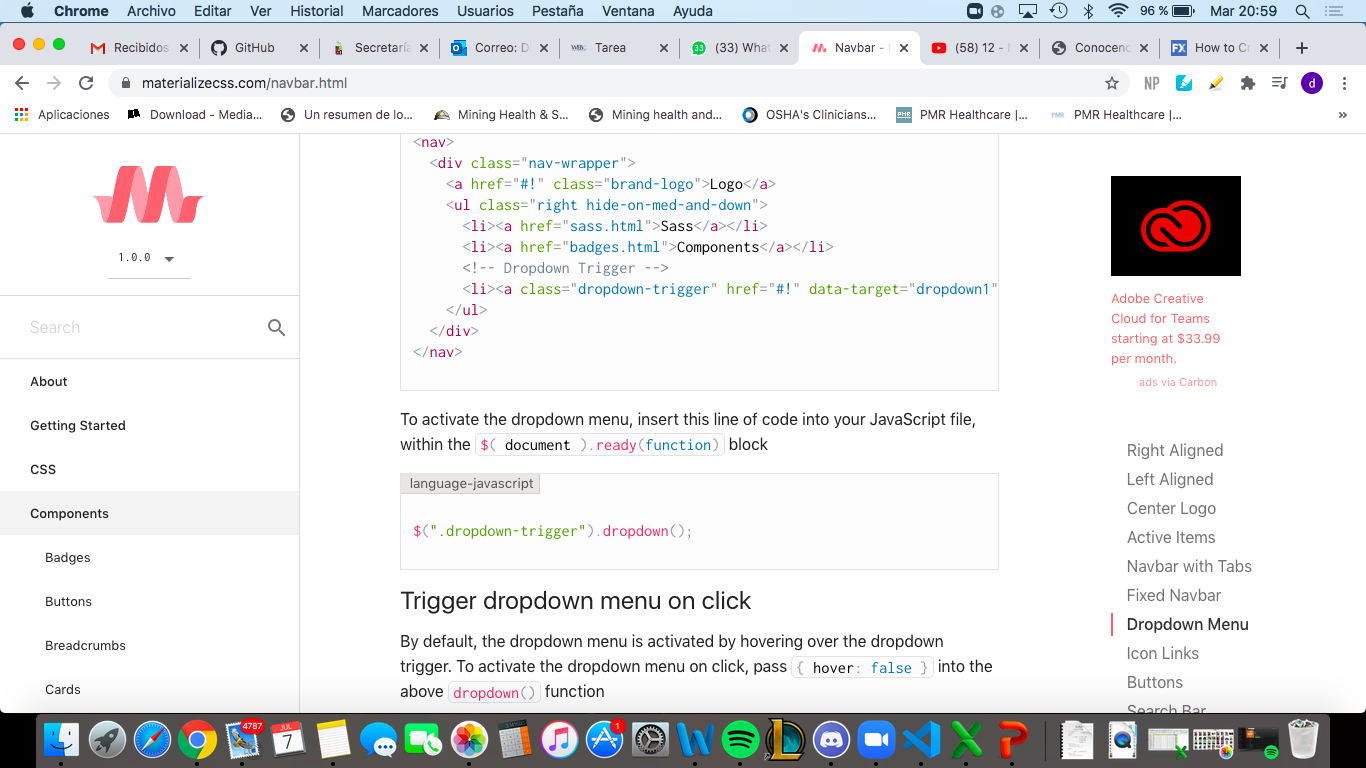 Chrome Archivo Editar Ver Historial Marcadores Usuarios Pestaña Ventana Ayuda 96 % Mar 20:59
Recibidos GitHub Secretaría Correo: D Tarea (33) What Navbar - (58) 12 - Conocenc How to Cr
materializecss.com/navbar.html NP d
Aplicaciones Download - Media... Un resumen de lo... Mining Health & S... Mining health and... OSHA's Clinicians... PMR Healthcare |... PMR Healthcare |... »
1.0.0
Search
About
Getting Started
CSS
Components
Badges
Buttons
Breadcrumbs
Cards
<nav>
<div class="nav-wrapper">
<a href="#!" class="brand-logo">Logo</a>
<ul class="right hide-on-med-and-down">
<li><a href="sass.html">Sass</a></li>
<li><a href="badges.html">Components</a></li>
<!-- Dropdown Trigger -->
<li><a class="dropdown-trigger" href="#!" data-target="dropdown1"
</ul>
</div>
</nav>
To activate the dropdown menu, insert this line of code into your JavaScript file,
within the $( document ).ready(function) block
language-javascript
$(".dropdown-trigger").dropdown();
Trigger dropdown menu on click
By default, the dropdown menu is activated by hovering over the dropdown
trigger. To activate the dropdown menu on click, pass { hover: false } into the
above dropdown() function
Adobe Creative
Cloud for Teams
starting at $33.99
per month.
ads via Carbon
Right Aligned
Left Aligned
Center Logo
Active Items
Navbar with Tabs
Fixed Navbar
Dropdown Menu
Icon Links
Buttons
Search Bar
4787
JUL
7
1